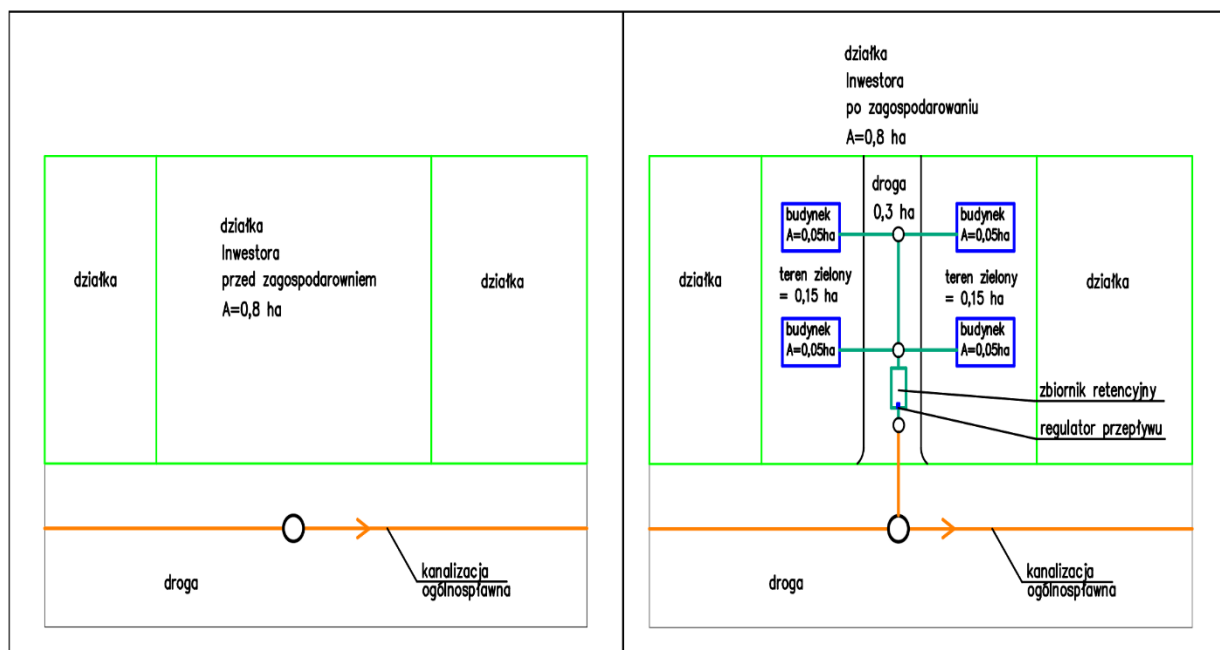 działka
działka
Inwestora
przed zagospodarowniem
A=0,8 ha
działka
kanalizacja
ogólnospławna
droga
działka
Inwestora
po zagospodarowaniu
A=0,8 ha
droga
0,3 ha
budynek
A=0,05ha
budynek
A=0,05ha
działka
teren zielony
= 0,15 ha
teren zielony
= 0,15 ha
działka
budynek
A=0,05ha
budynek
A=0,05ha
zbiornik retencyjny
regulator przepływu
kanalizacja
ogólnospławna
droga